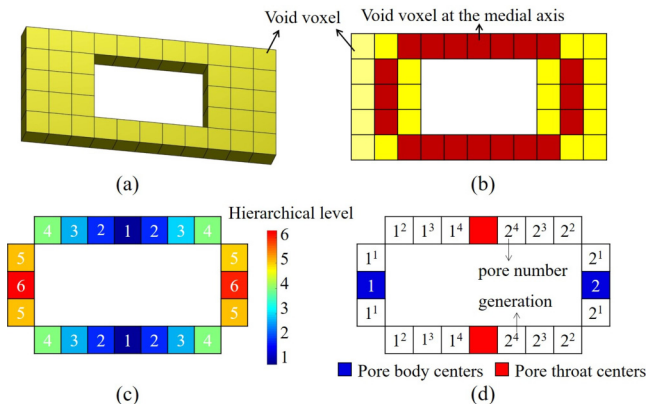 Void voxel
Void voxel at the medial axis
(a)
(b)
Hierarchical level
4 3 2 1 2 3 4
5 5
6 6
5 5
4 3 2 1 2 3 4
6
5
4
3
2
1
(c)
1² 1³ 1⁴ 2⁴ 2³ 2²
1¹ 2¹
1 2
1¹ 2¹
pore number
generation
1² 1³ 1⁴ 2⁴ 2³ 2²
Pore body centers
Pore throat centers
(d)